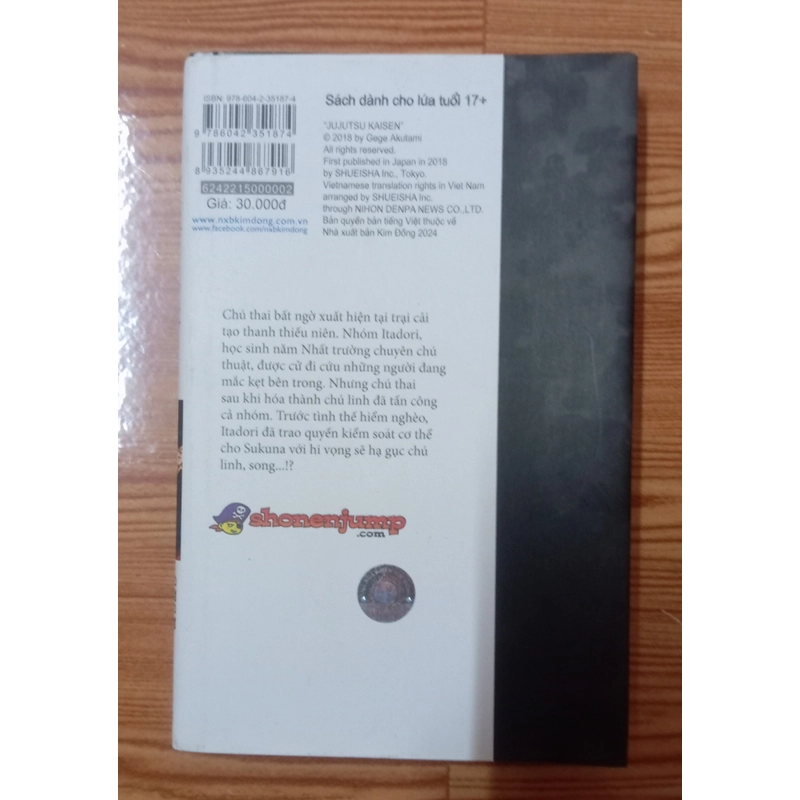 ISBN: 978-604-2-35187-4
9 786042 351874
8 935244 867916
6242215000002
Giá: 30.000đ
www.nxbkimdong.com.vn
www.facebook.com/nxbkimdong
Sách dành cho lứa tuổi 17+
"JUJUTSU KAISEN"
© 2018 by Gege Akutami
All rights reserved.
First published in Japan in 2018
by SHUEISHA Inc., Tokyo.
Vietnamese translation rights in Viet Nam
arranged by SHUEISHA Inc.
through NIHON DENPA NEWS CO.,LTD.
Bản quyền bản tiếng Việt thuộc về
Nhà xuất bản Kim Đồng 2024
Chú thai bất ngờ xuất hiện tại trại cải
tạo thanh thiếu niên. Nhóm Itadori,
học sinh năm Nhất trường chuyên chú
thuật, được cử đi cứu những người đang
mắc kẹt bên trong. Nhưng chú thai
sau khi hóa thành chú linh đã tấn công
cả nhóm. Trước tình thế hiểm nghèo,
Itadori đã trao quyền kiểm soát cơ thể
cho Sukuna với hi vọng sẽ hạ gục chú
linh, song...!?
shonenjump
.com